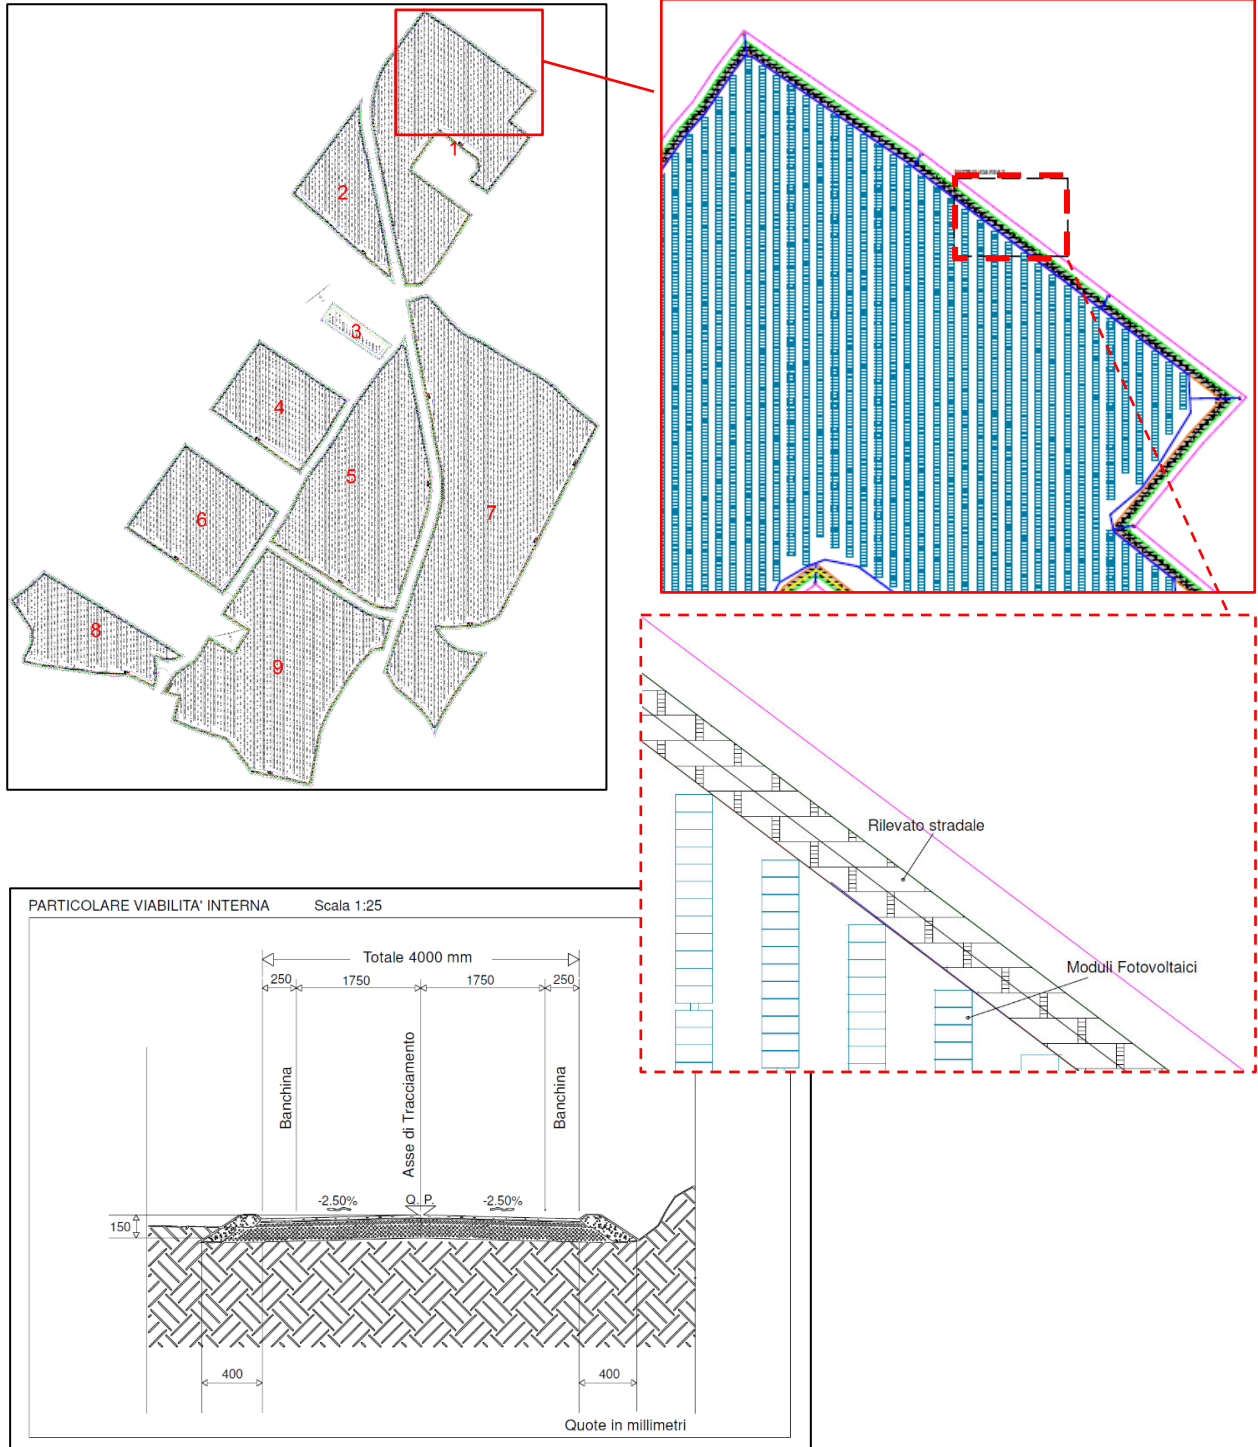 1
2
3
4
5
6
7
8
9
Rilevato stradale
Moduli Fotovoltaici
PARTICOLARE VIABILITA' INTERNA Scala 1:25
Totale 4000 mm
250 1750 1750 250
Banchina
Asse di Tracciamento
Banchina
-2.50% Q. P. -2.50%
150
400 400
Quote in millimetri